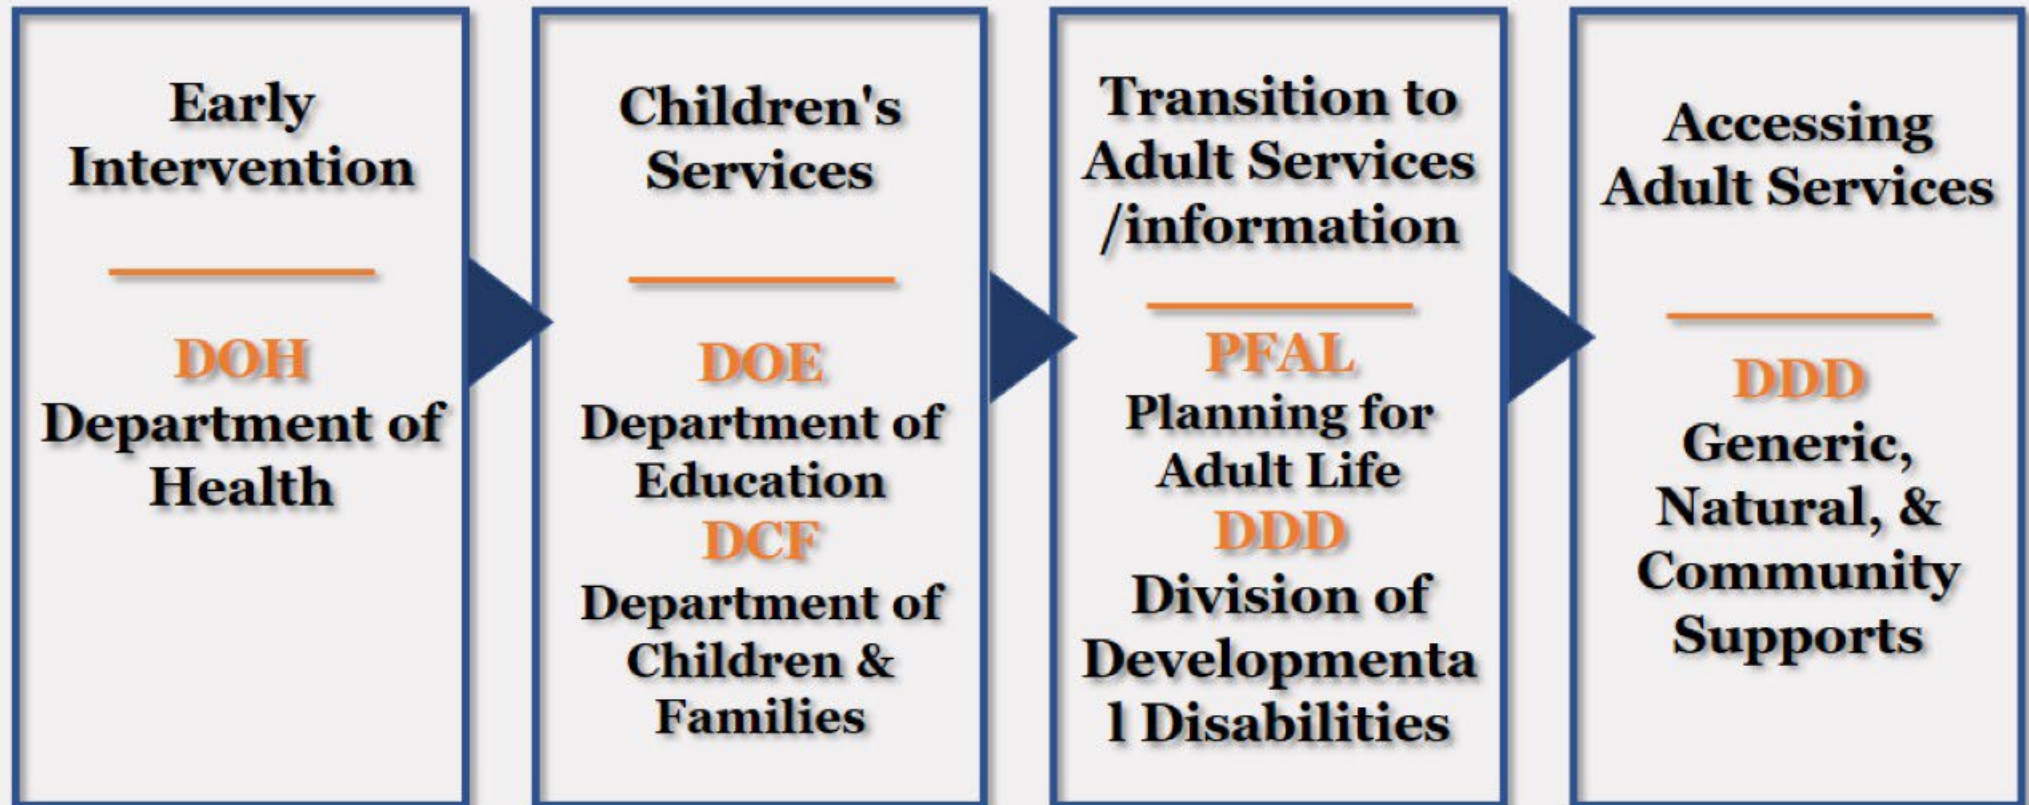 Early
Intervention
DOH
Department of
Health
Children's
Services
DOE
Department of
Education
DCF
Department of
Children &
Families
Transition to
Adult Services
/information
PFAL
Planning for
Adult Life
DDD
Division of
Developmenta
l Disabilities
Accessing
Adult Services
DDD
Generic,
Natural, &
Community
Supports